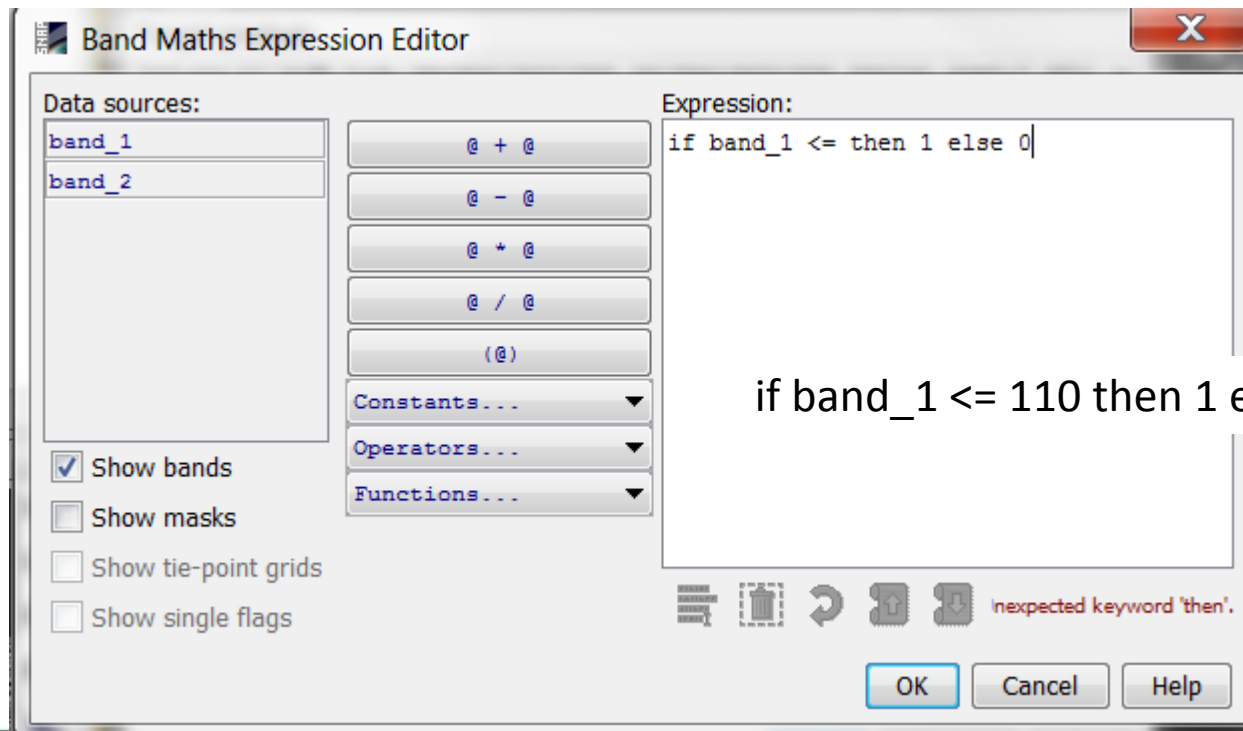 SNAP
Band Maths Expression Editor
X
Data sources:
band_1
band_2
@ + @
@ - @
@ * @
@ / @
(@)
Constants...
Operators...
Functions...
Show bands
Show masks
Show tie-point grids
Show single flags
Expression:
if band_1 <= then 1 else 0
if band_1 <= 110 then 1 e
nexpected keyword 'then'.
OK
Cancel
Help